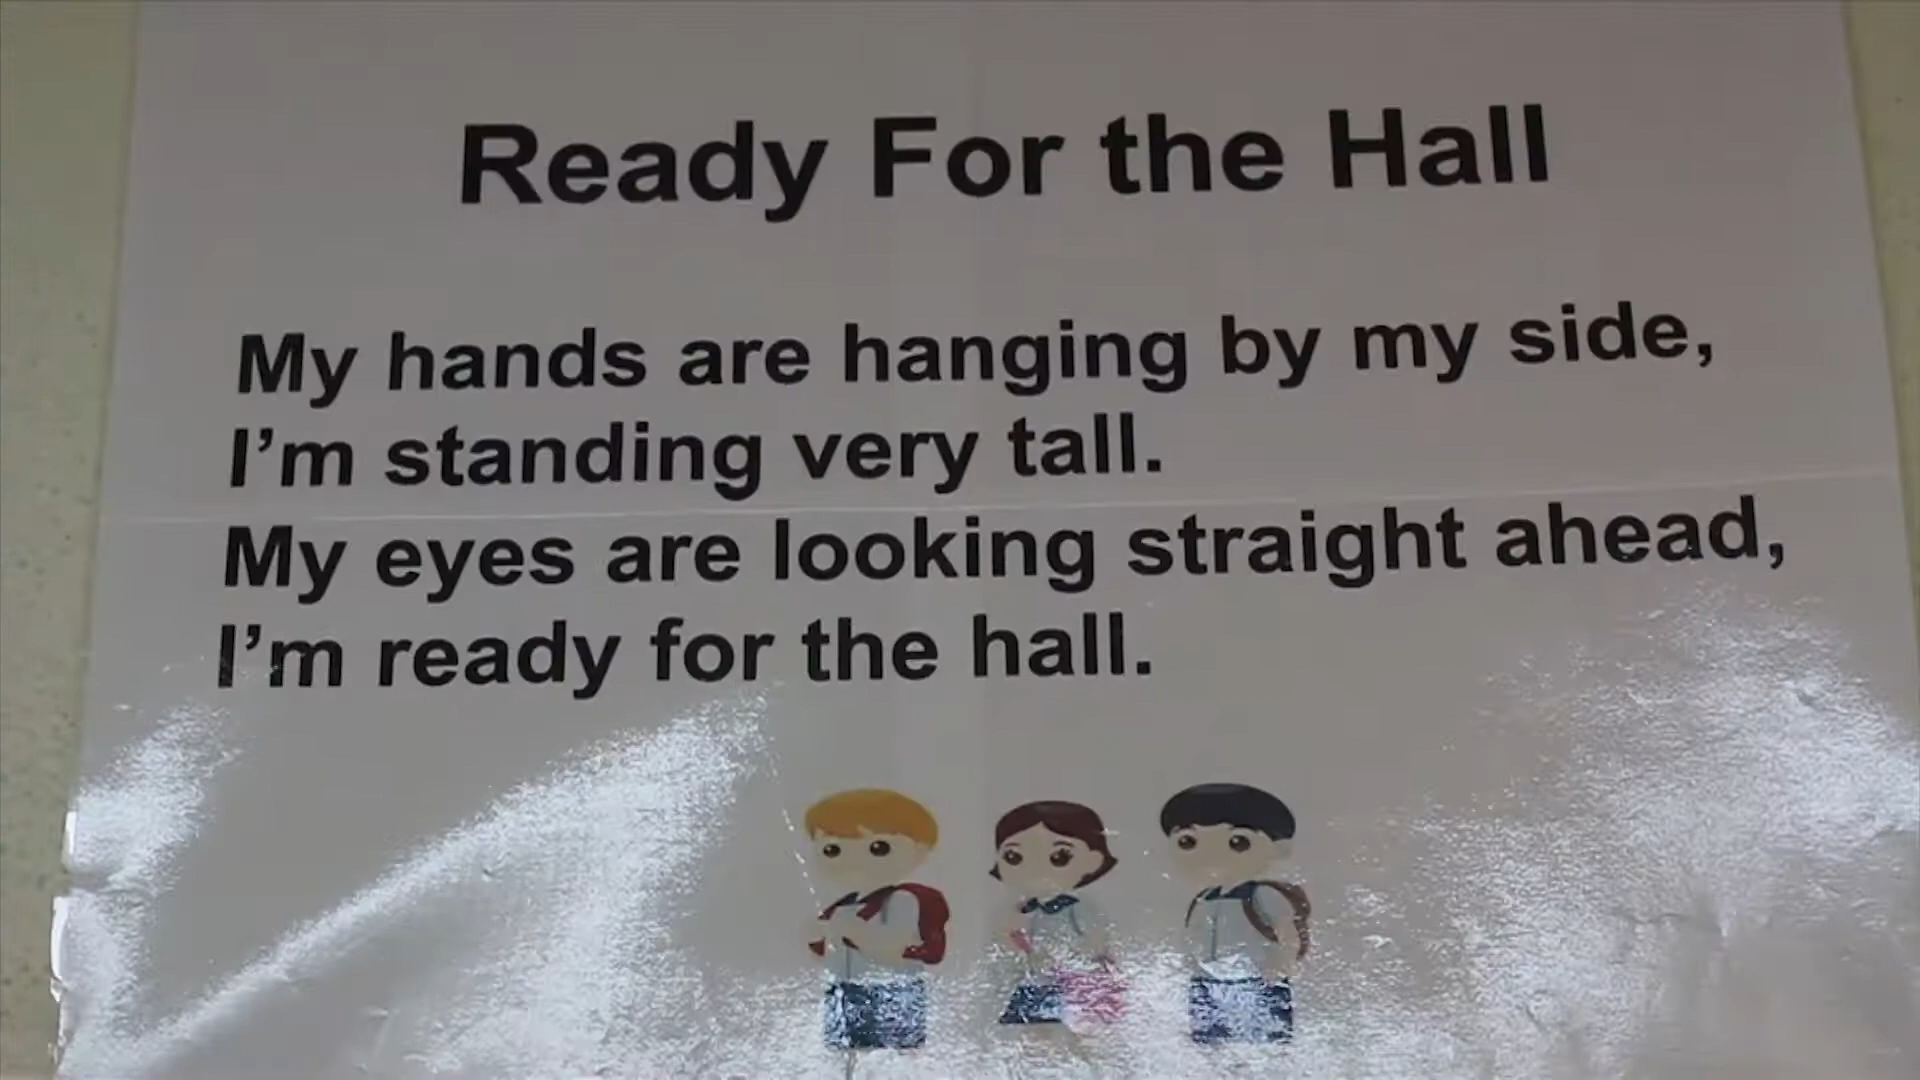 Ready For the Hall
My hands are hanging by my side,
I’m standing very tall.
My eyes are looking straight ahead,
I’m ready for the hall.